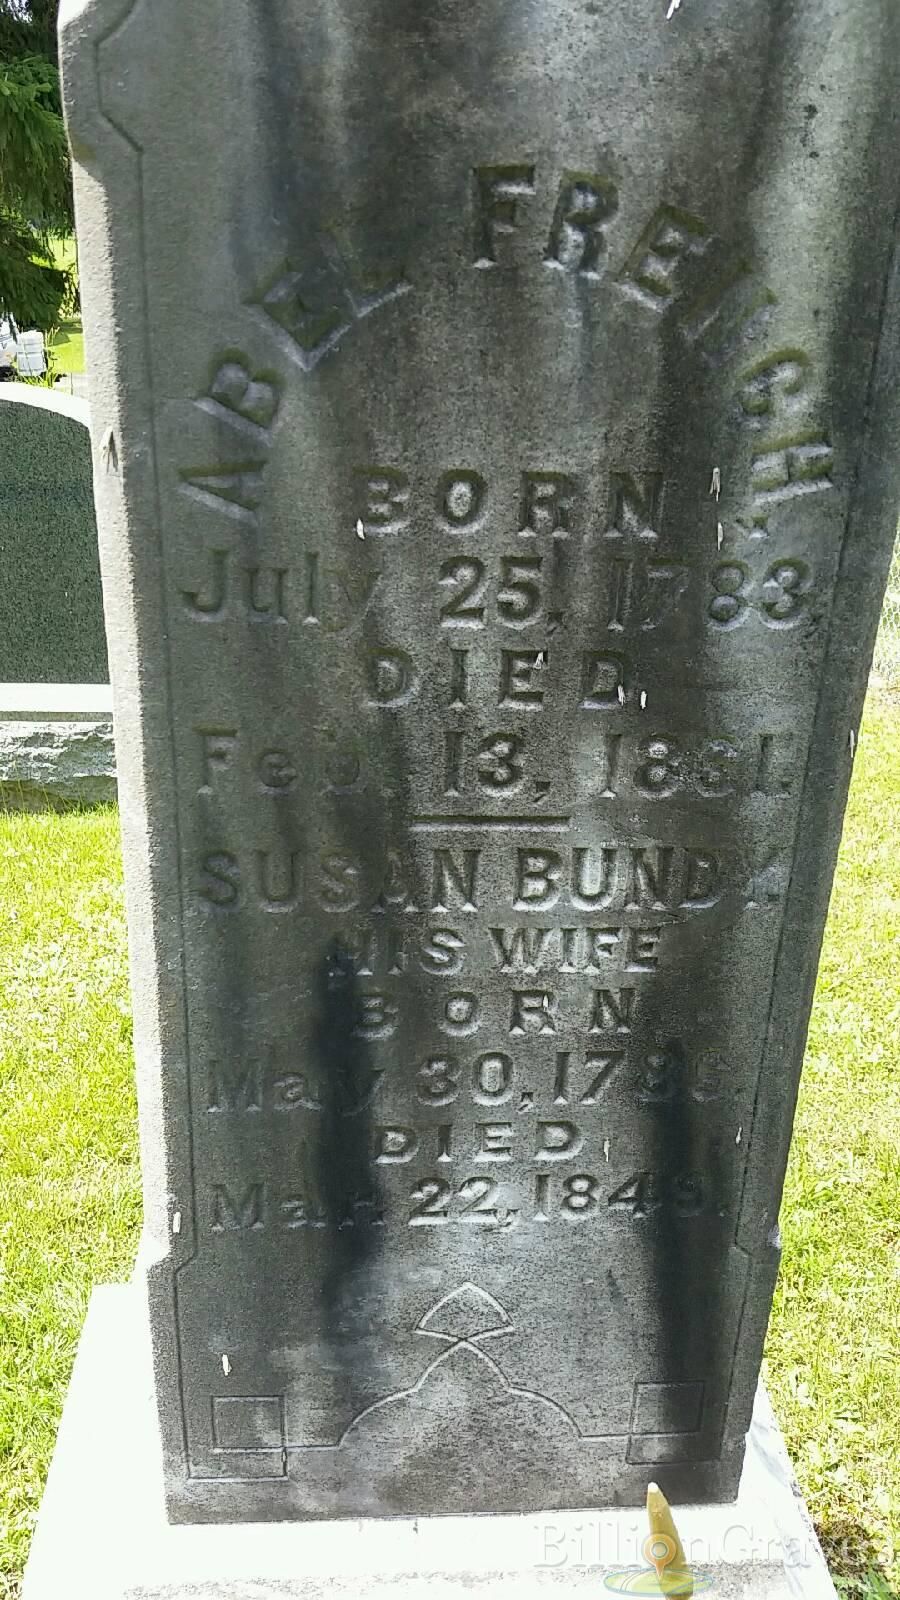 ABEL FRENCH.
BORN
July 25, 1783
DIED
Feb. 13, 1861.
SUSAN BUNDY.
HIS WIFE
BORN
May 30, 1786.
DIED
Mar. 22, 1849.
BillionGraves